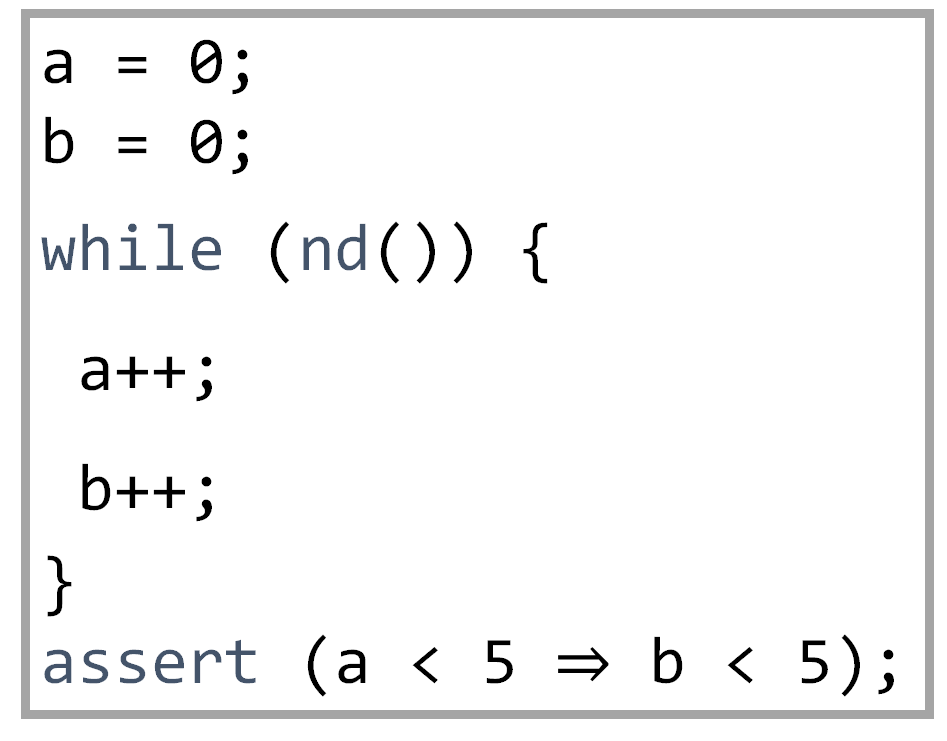 a = 0;
b = 0;
while (nd()) {
a++;
b++;
}
assert (a < 5 ⇒ b < 5);